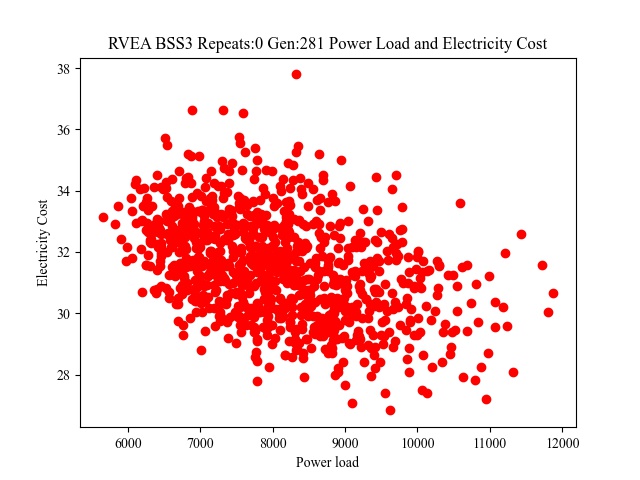 RVEA BSS3 Repeats:0 Gen:281 Power Load and Electricity Cost
38
36
34
32
30
28
Electricity Cost
6000 7000 8000 9000 10000 11000 12000
Power load